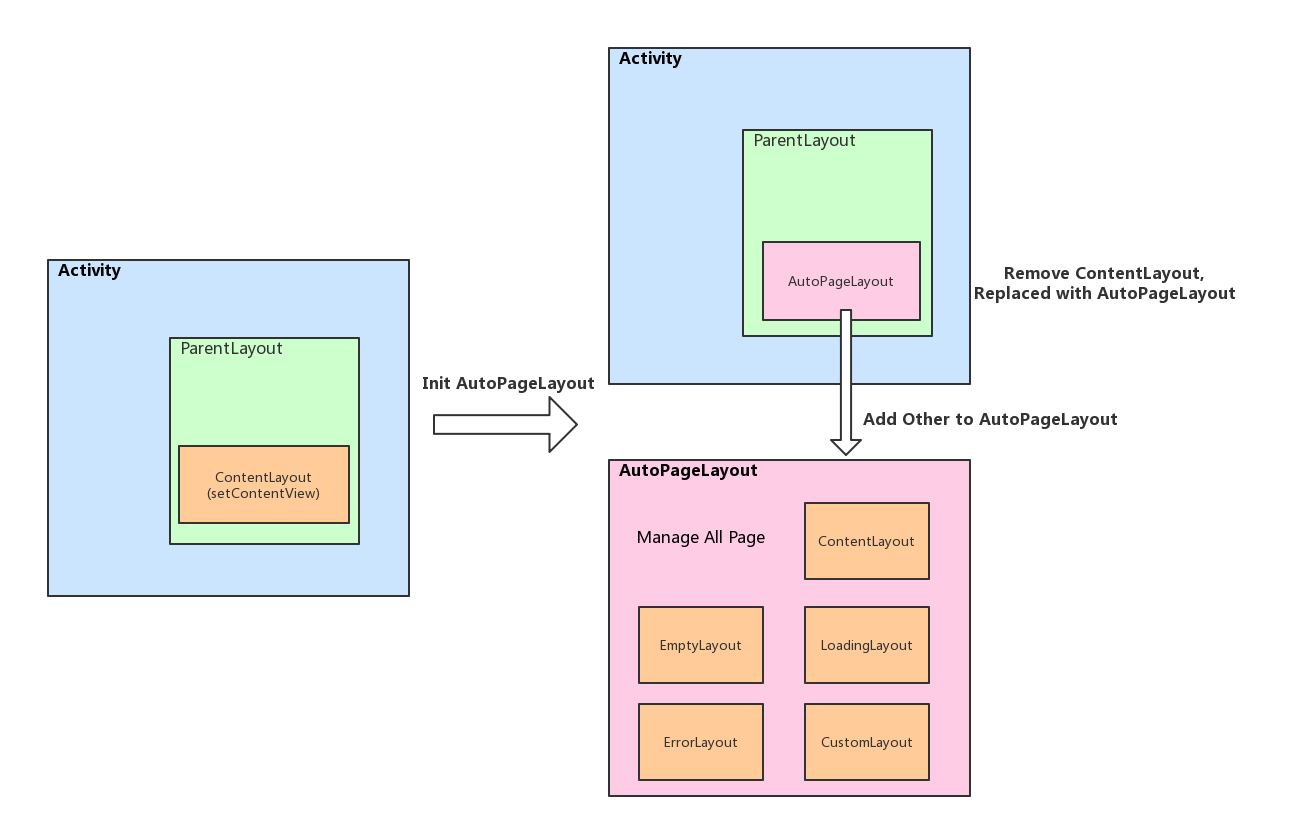 Activity
ParentLayout
ContentLayout
(setContentView)
Init AutoPageLayout
Activity
ParentLayout
AutoPageLayout
Remove ContentLayout,
Replaced with AutoPageLayout
Add Other to AutoPageLayout
AutoPageLayout
Manage All Page
ContentLayout
EmptyLayout
LoadingLayout
ErrorLayout
CustomLayout